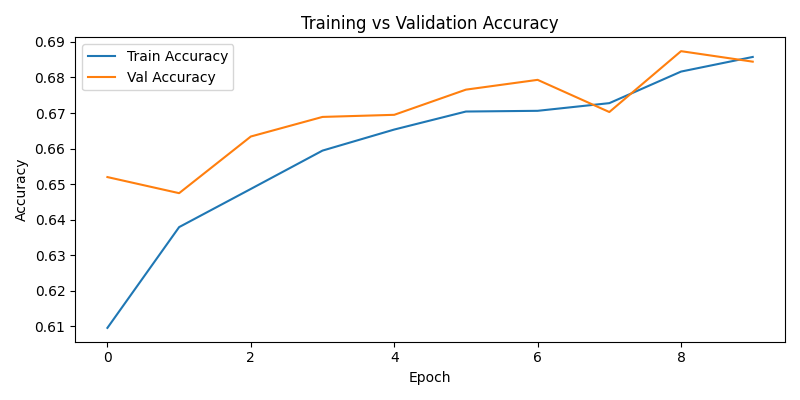 Training vs Validation Accuracy
Train Accuracy
Val Accuracy
0.69
0.68
0.67
0.66
0.65
0.64
0.63
0.62
0.61
Accuracy
0 2 4 6 8
Epoch